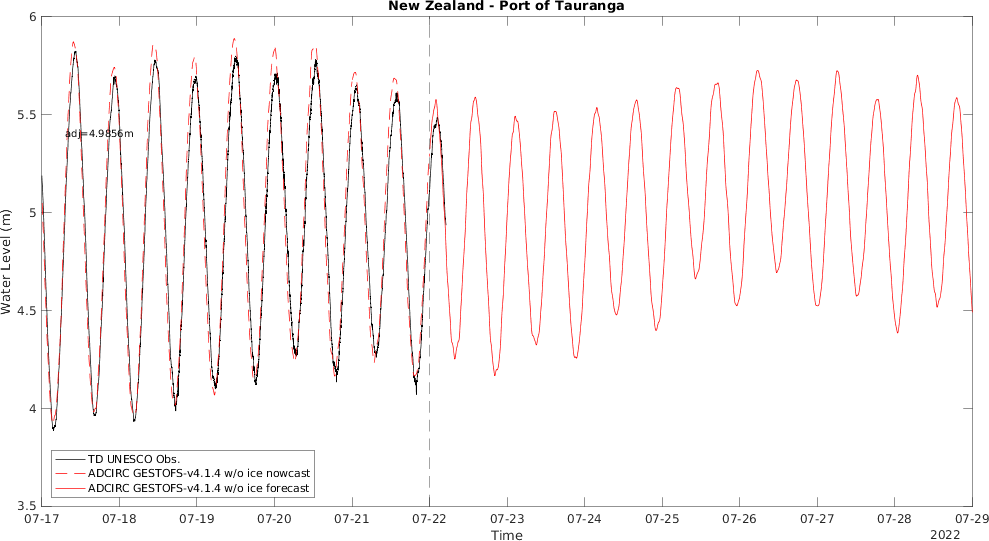 New Zealand - Port of Tauranga
6
5.5
5
4.5
4
3.5
Water Level (m)
adj=4.9856m
TD UNESCO Obs.
ADCIRC GESTOFS-v4.1.4 w/o ice nowcast
ADCIRC GESTOFS-v4.1.4 w/o ice forecast
07-17 07-18 07-19 07-20 07-21 07-22 07-23 07-24 07-25 07-26 07-27 07-28 07-29
Time
2022